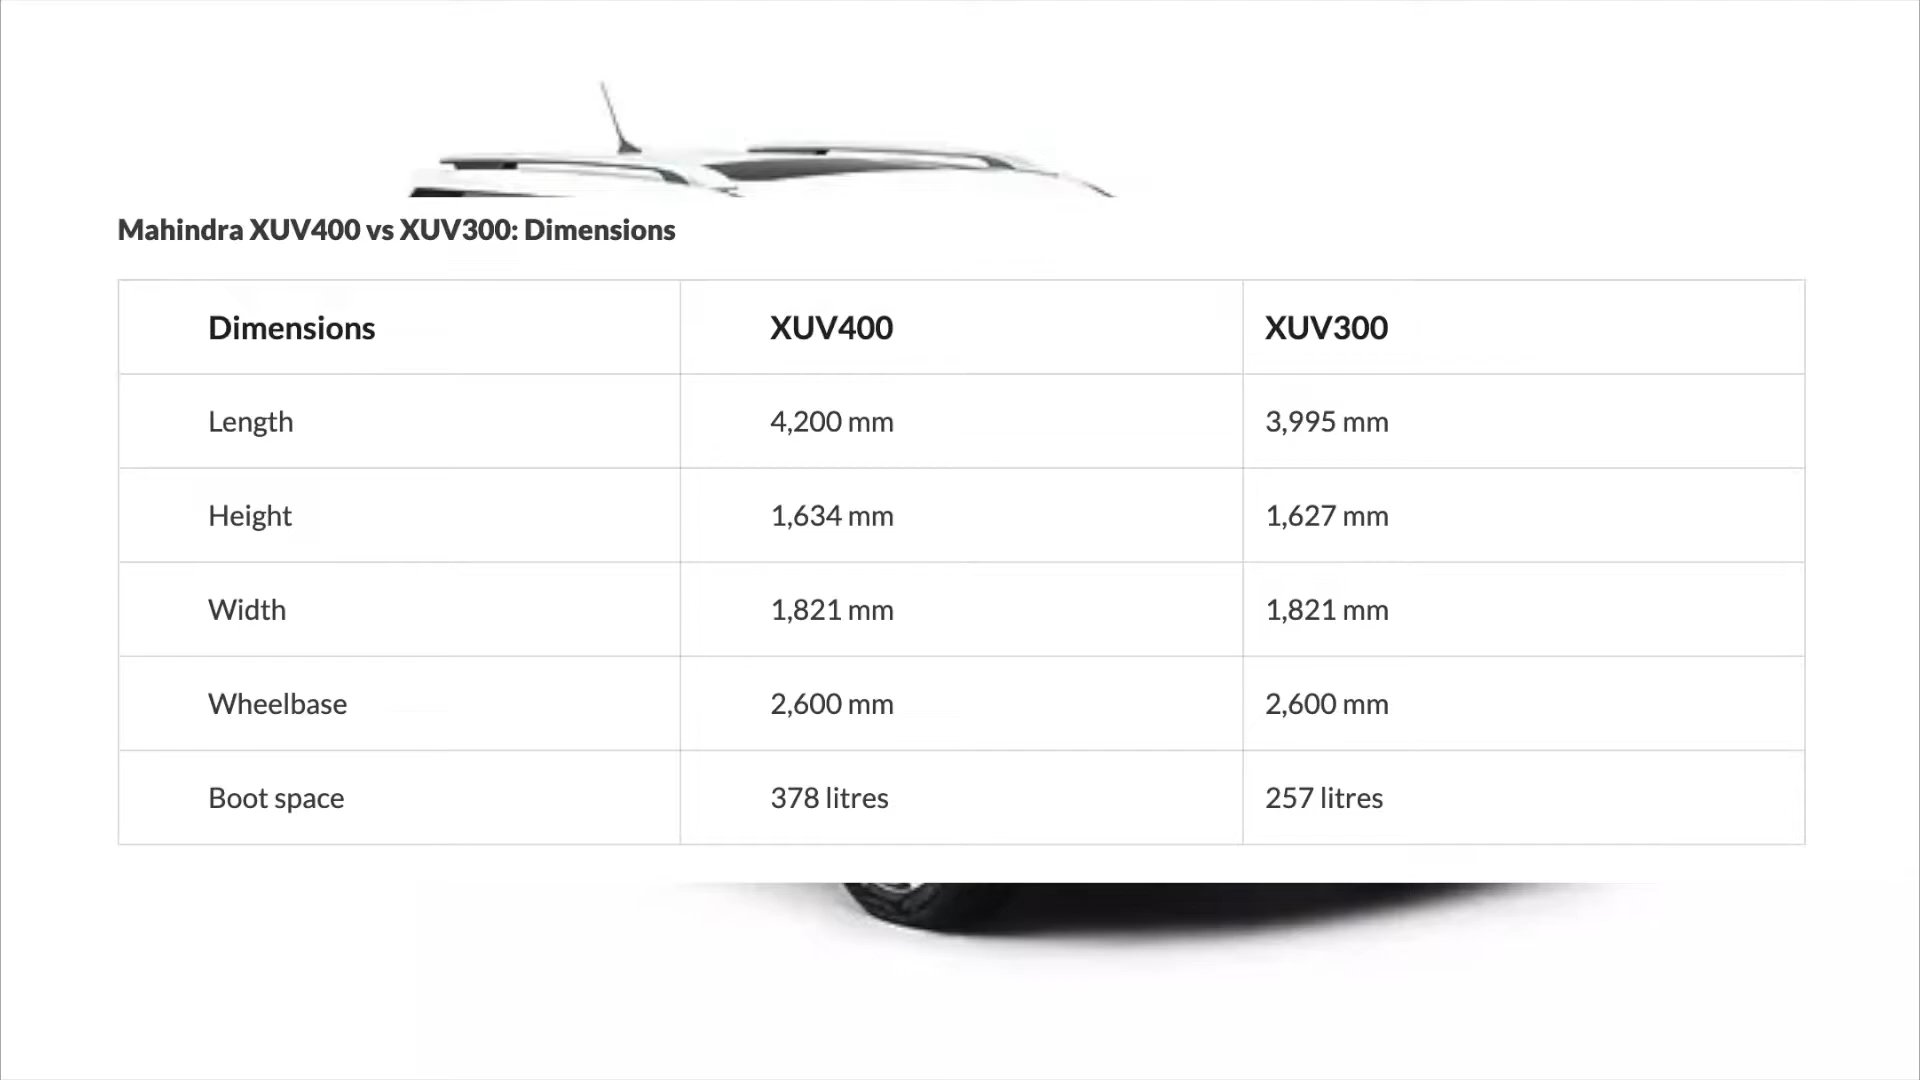 Mahindra XUV400 vs XUV300: Dimensions
Dimensions XUV400 XUV300
Length 4,200 mm 3,995 mm
Height 1,634 mm 1,627 mm
Width 1,821 mm 1,821 mm
Wheelbase 2,600 mm 2,600 mm
Boot space 378 litres 257 litres